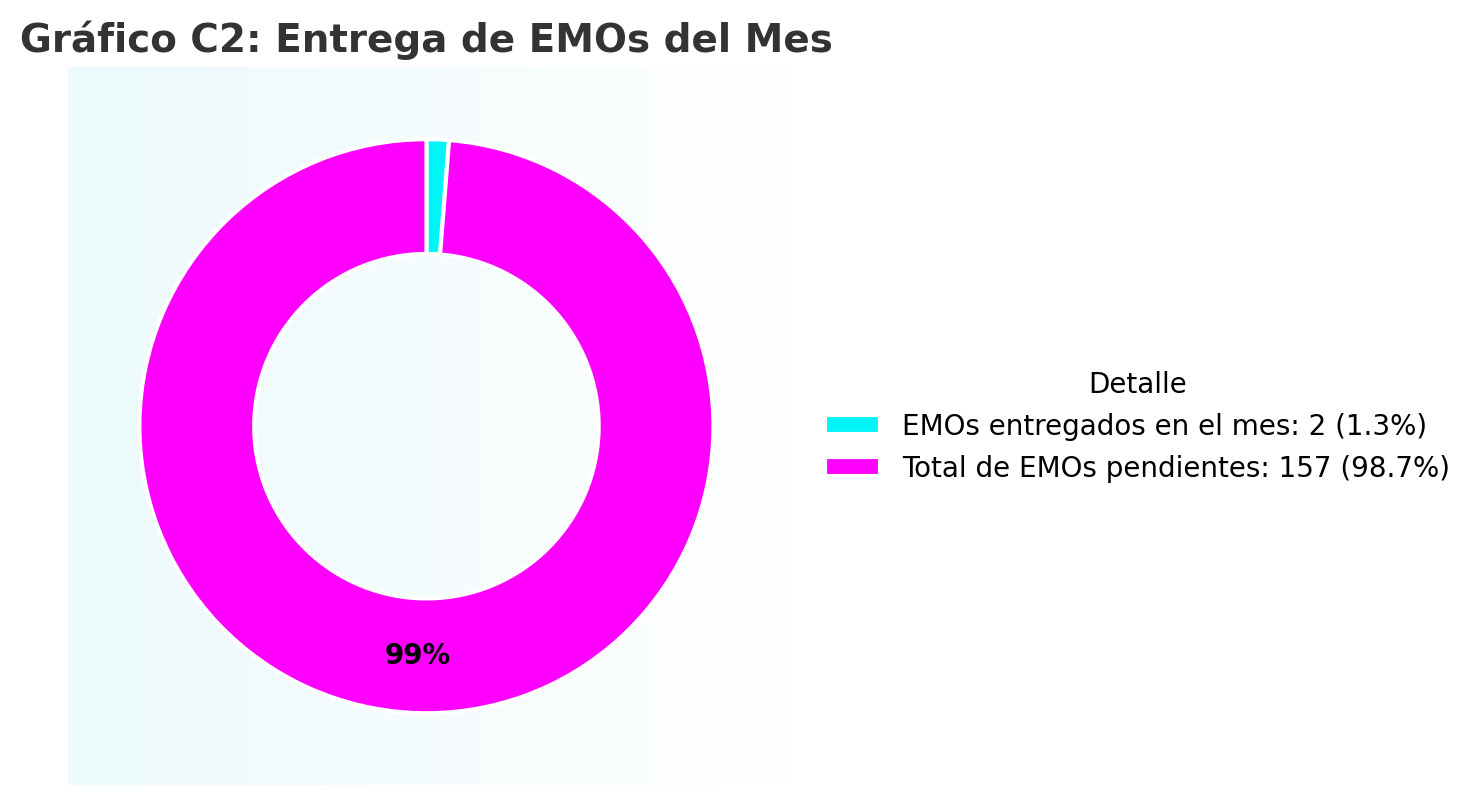 Gráfico C2: Entrega de EMOs del Mes
Detalle
EMOs entregados en el mes: 2 (1.3%)
Total de EMOs pendientes: 157 (98.7%)
99%